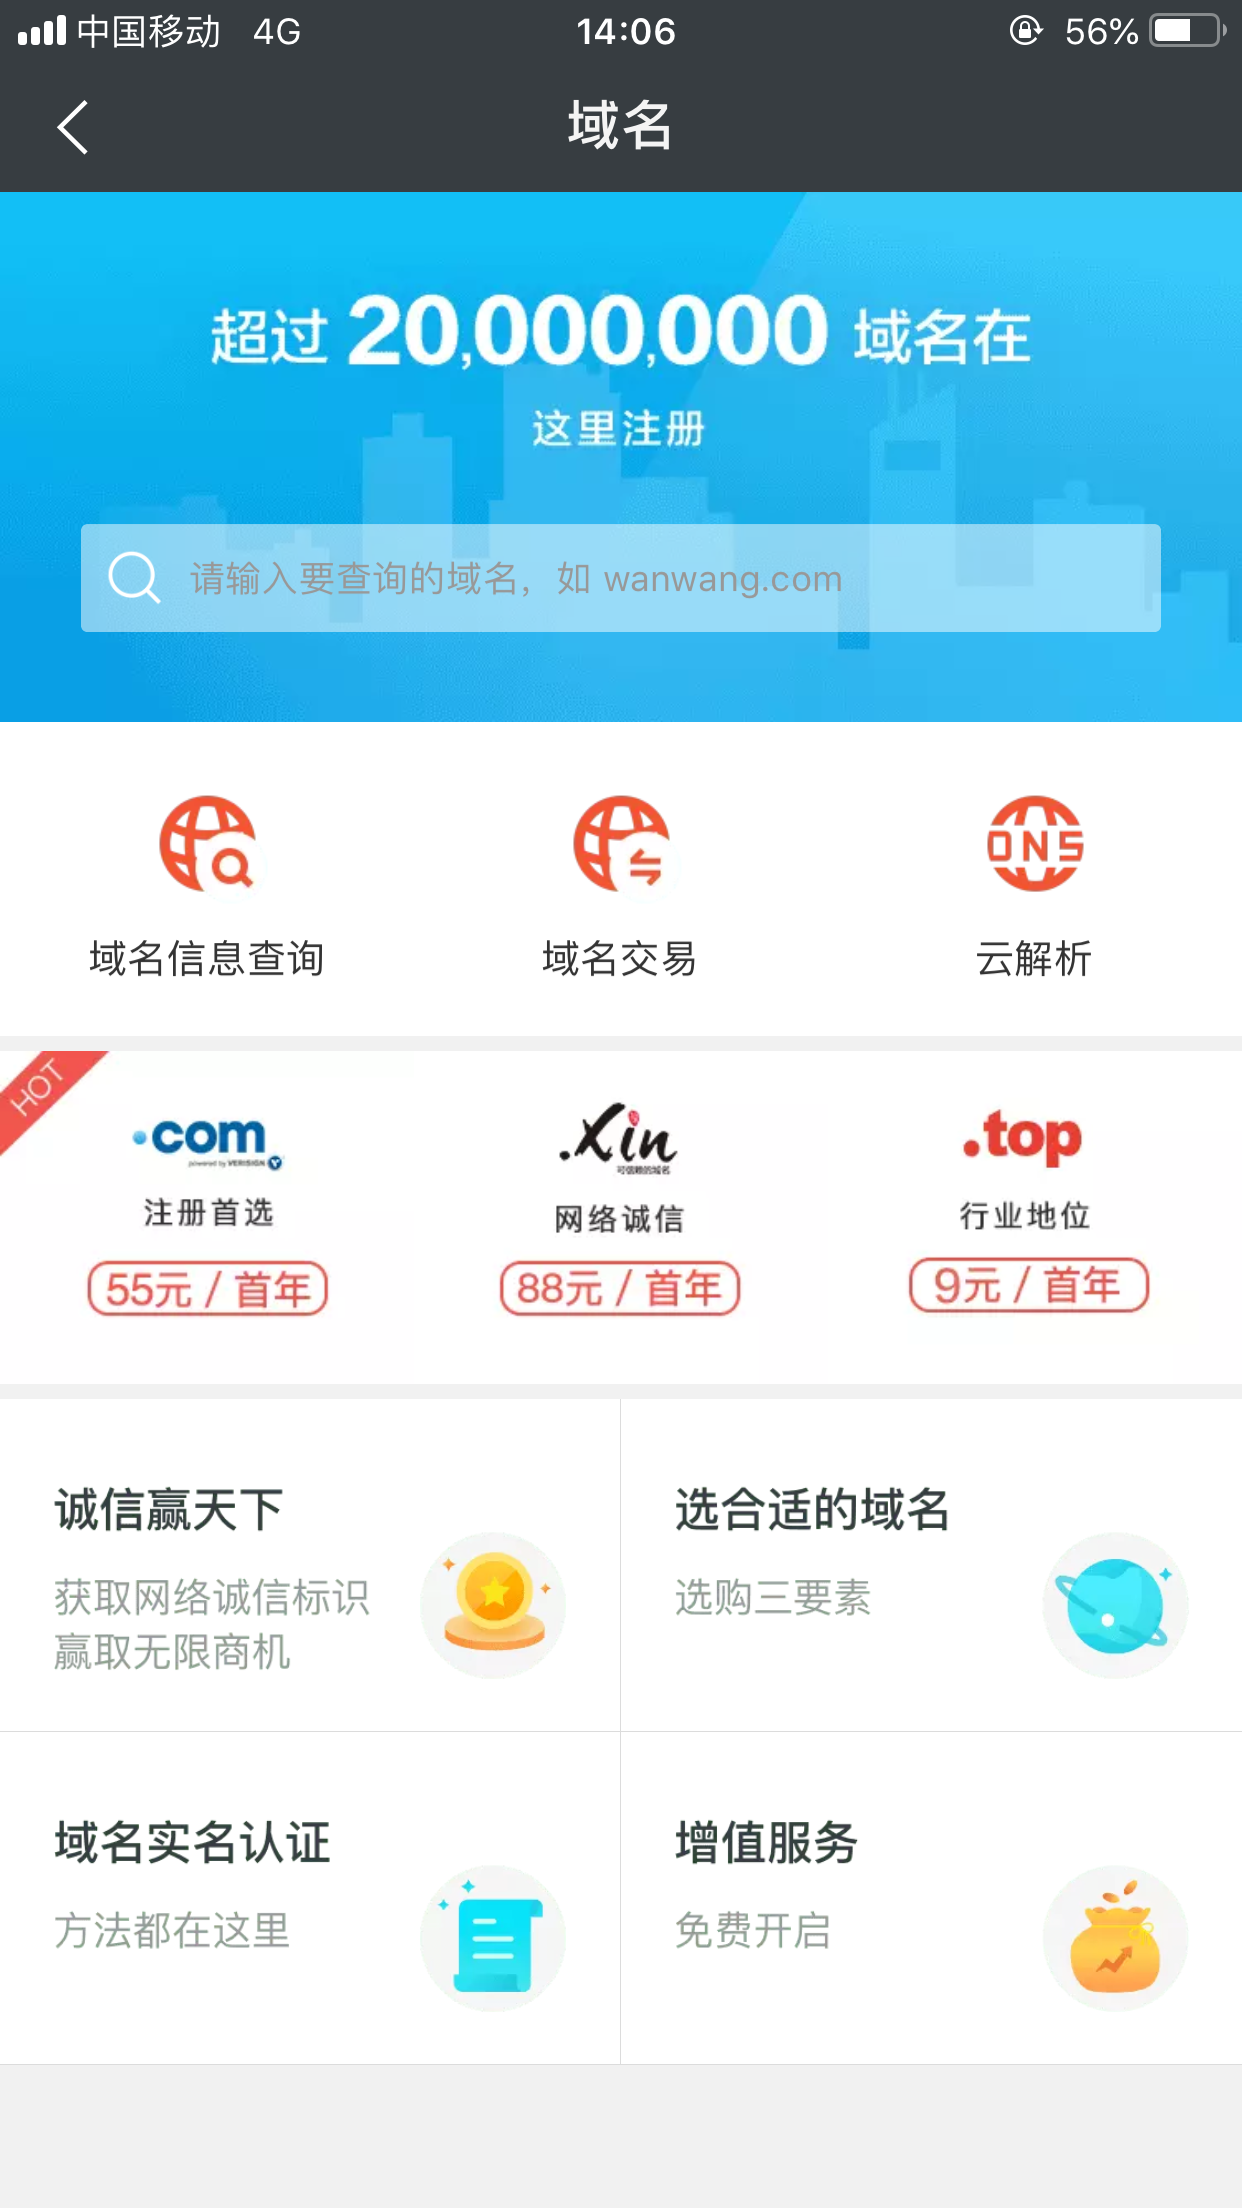 中国移动 4G 14:06 56%
域名
超过 20,000,000 域名在
这里注册
请输入要查询的域名，如 wanwang.com
域名信息查询 域名交易 DNS 云解析
HOT
.com .Xin .top
powered by VERISIGN
可信赖的域名
注册首选 网络诚信 行业地位
55元 / 首年 88元 / 首年 9元 / 首年
诚信赢天下
获取网络诚信标识
赢取无限商机
选合适的域名
选购三要素
域名实名认证
方法都在这里
增值服务
免费开启